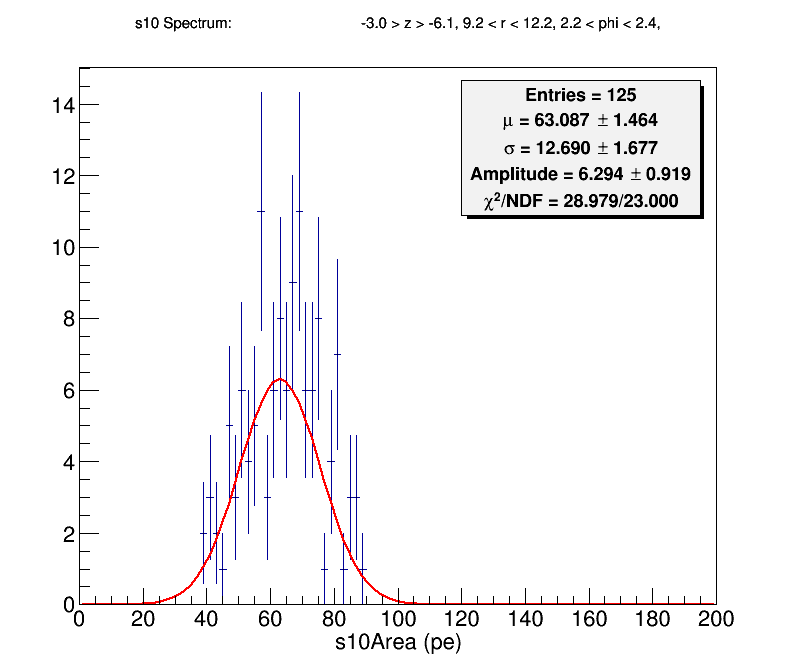 s10 Spectrum: -3.0 > z > -6.1, 9.2 < r < 12.2, 2.2 < phi < 2.4,
Entries = 125
μ = 63.087 ± 1.464
σ = 12.690 ± 1.677
Amplitude = 6.294 ± 0.919
χ²/NDF = 28.979/23.000
14
12
10
8
6
4
2
0
0 20 40 60 80 100 120 140 160 180 200
s10Area (pe)